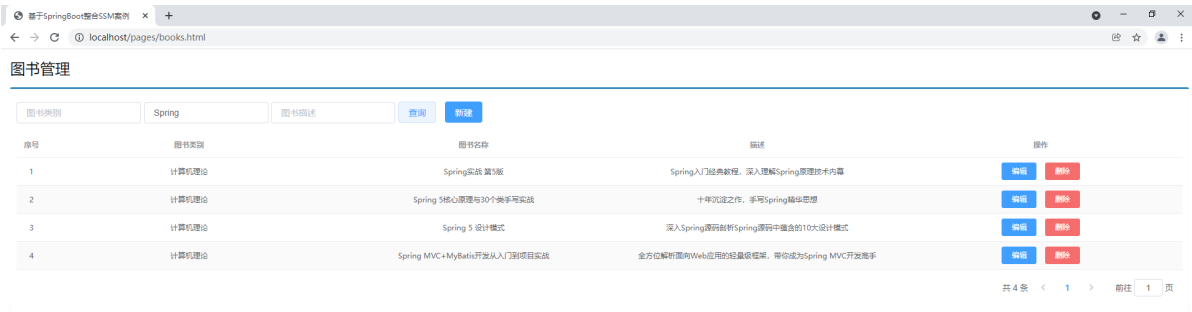 基于SpringBoot整合SSM案例
localhost/pages/books.html
图书管理
图书类别 Spring 图书描述 查询 新建
序号 图书类别 图书名称 描述 操作
1 计算机理论 Spring实战 第5版 Spring入门经典教程，深入理解Spring原理技术内幕 编辑 删除
2 计算机理论 Spring 5核心原理与30个类手写实战 十年沉淀之作，手写Spring精华思想 编辑 删除
3 计算机理论 Spring 5 设计模式 深入Spring源码剖析Spring源码中蕴含的10大设计模式 编辑 删除
4 计算机理论 Spring MVC+MyBatis开发从入门到项目实战 全方位解析面向Web应用的轻量级框架，带你成为Spring MVC开发高手 编辑 删除
共 4 条 1 前往 1 页